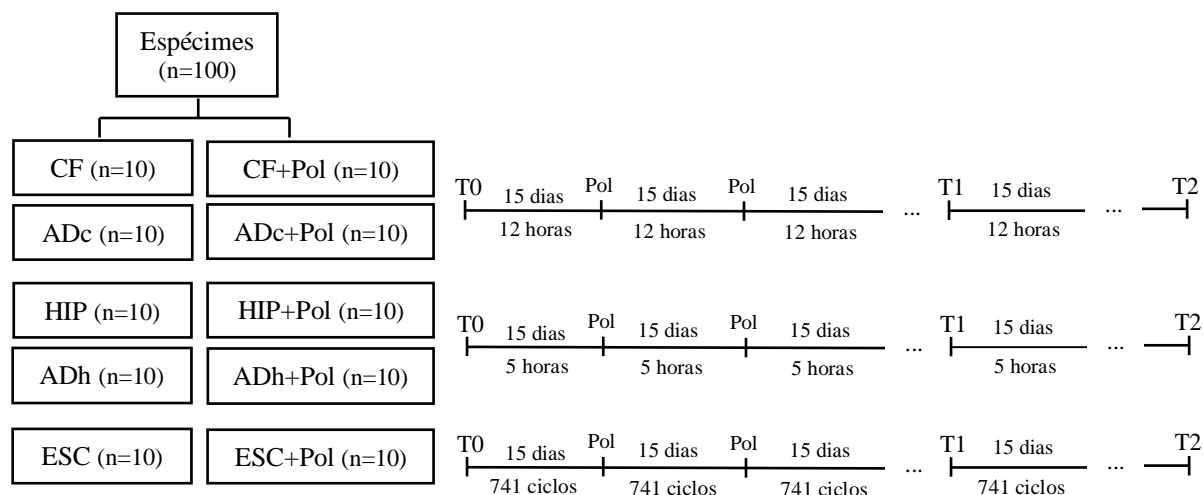 Espécimes
(n=100)
CF (n=10)
CF+Pol (n=10)
ADc (n=10)
ADc+Pol (n=10)
T0 15 dias Pol 15 dias Pol 15 dias ... T1 15 dias ... T2
12 horas 12 horas 12 horas 12 horas
HIP (n=10)
HIP+Pol (n=10)
ADh (n=10)
ADh+Pol (n=10)
T0 15 dias Pol 15 dias Pol 15 dias ... T1 15 dias ... T2
5 horas 5 horas 5 horas 5 horas
ESC (n=10)
ESC+Pol (n=10)
T0 15 dias Pol 15 dias Pol 15 dias ... T1 15 dias ... T2
741 ciclos 741 ciclos 741 ciclos 741 ciclos